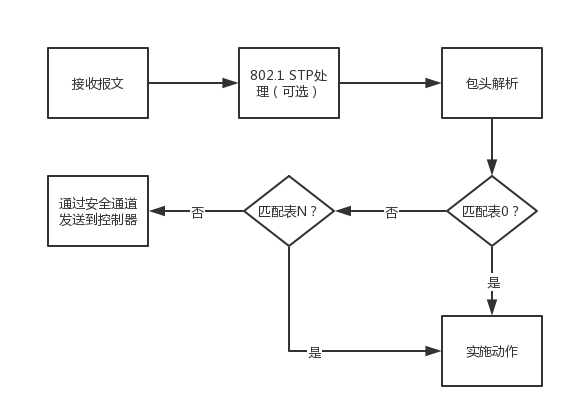 接收报文
802.1 STP处
理（可选）
包头解析
通过安全通道
发送到控制器
否
匹配表N？
否
匹配表0？
是
是
实施动作